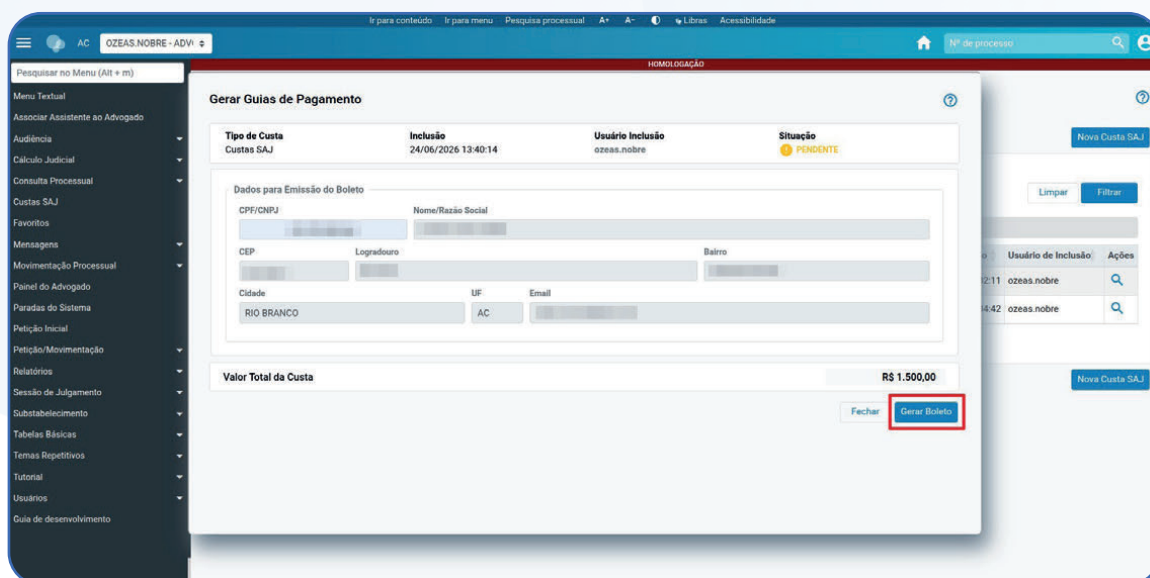 Ir para conteúdo Ir para menu Pesquisa processual A+ A- Libras Acessibilidade
AC OZEAS.NOBRE - ADV Nº de processo
HOMOLOGAÇÃO
Pesquisar no Menu (Alt + m)
Menu Textual
Associar Assistente ao Advogado
Audiência
Cálculo Judicial
Consulta Processual
Custas SAJ
Favoritos
Mensagens
Movimentação Processual
Painel do Advogado
Paradas do Sistema
Petição Inicial
Petição/Movimentação
Relatórios
Sessão de Julgamento
Substabelecimento
Tabelas Básicas
Temas Repetitivos
Tutorial
Usuários
Guia de desenvolvimento
Gerar Guias de Pagamento
Tipo de Custa Inclusão Usuário Inclusão Situação
Custas SAJ 24/06/2026 13:40:14 ozeas.nobre PENDENTE
Dados para Emissão do Boleto
CPF/CNPJ Nome/Razão Social
CEP Logradouro Bairro
Cidade UF Email
RIO BRANCO AC
Valor Total da Custa R$ 1.500,00
Fechar Gerar Boleto
Nova Custa SAJ
Limpar Filtrar
Usuário de Inclusão Ações
2:11 ozeas.nobre
4:42 ozeas.nobre
Nova Custa SAJ